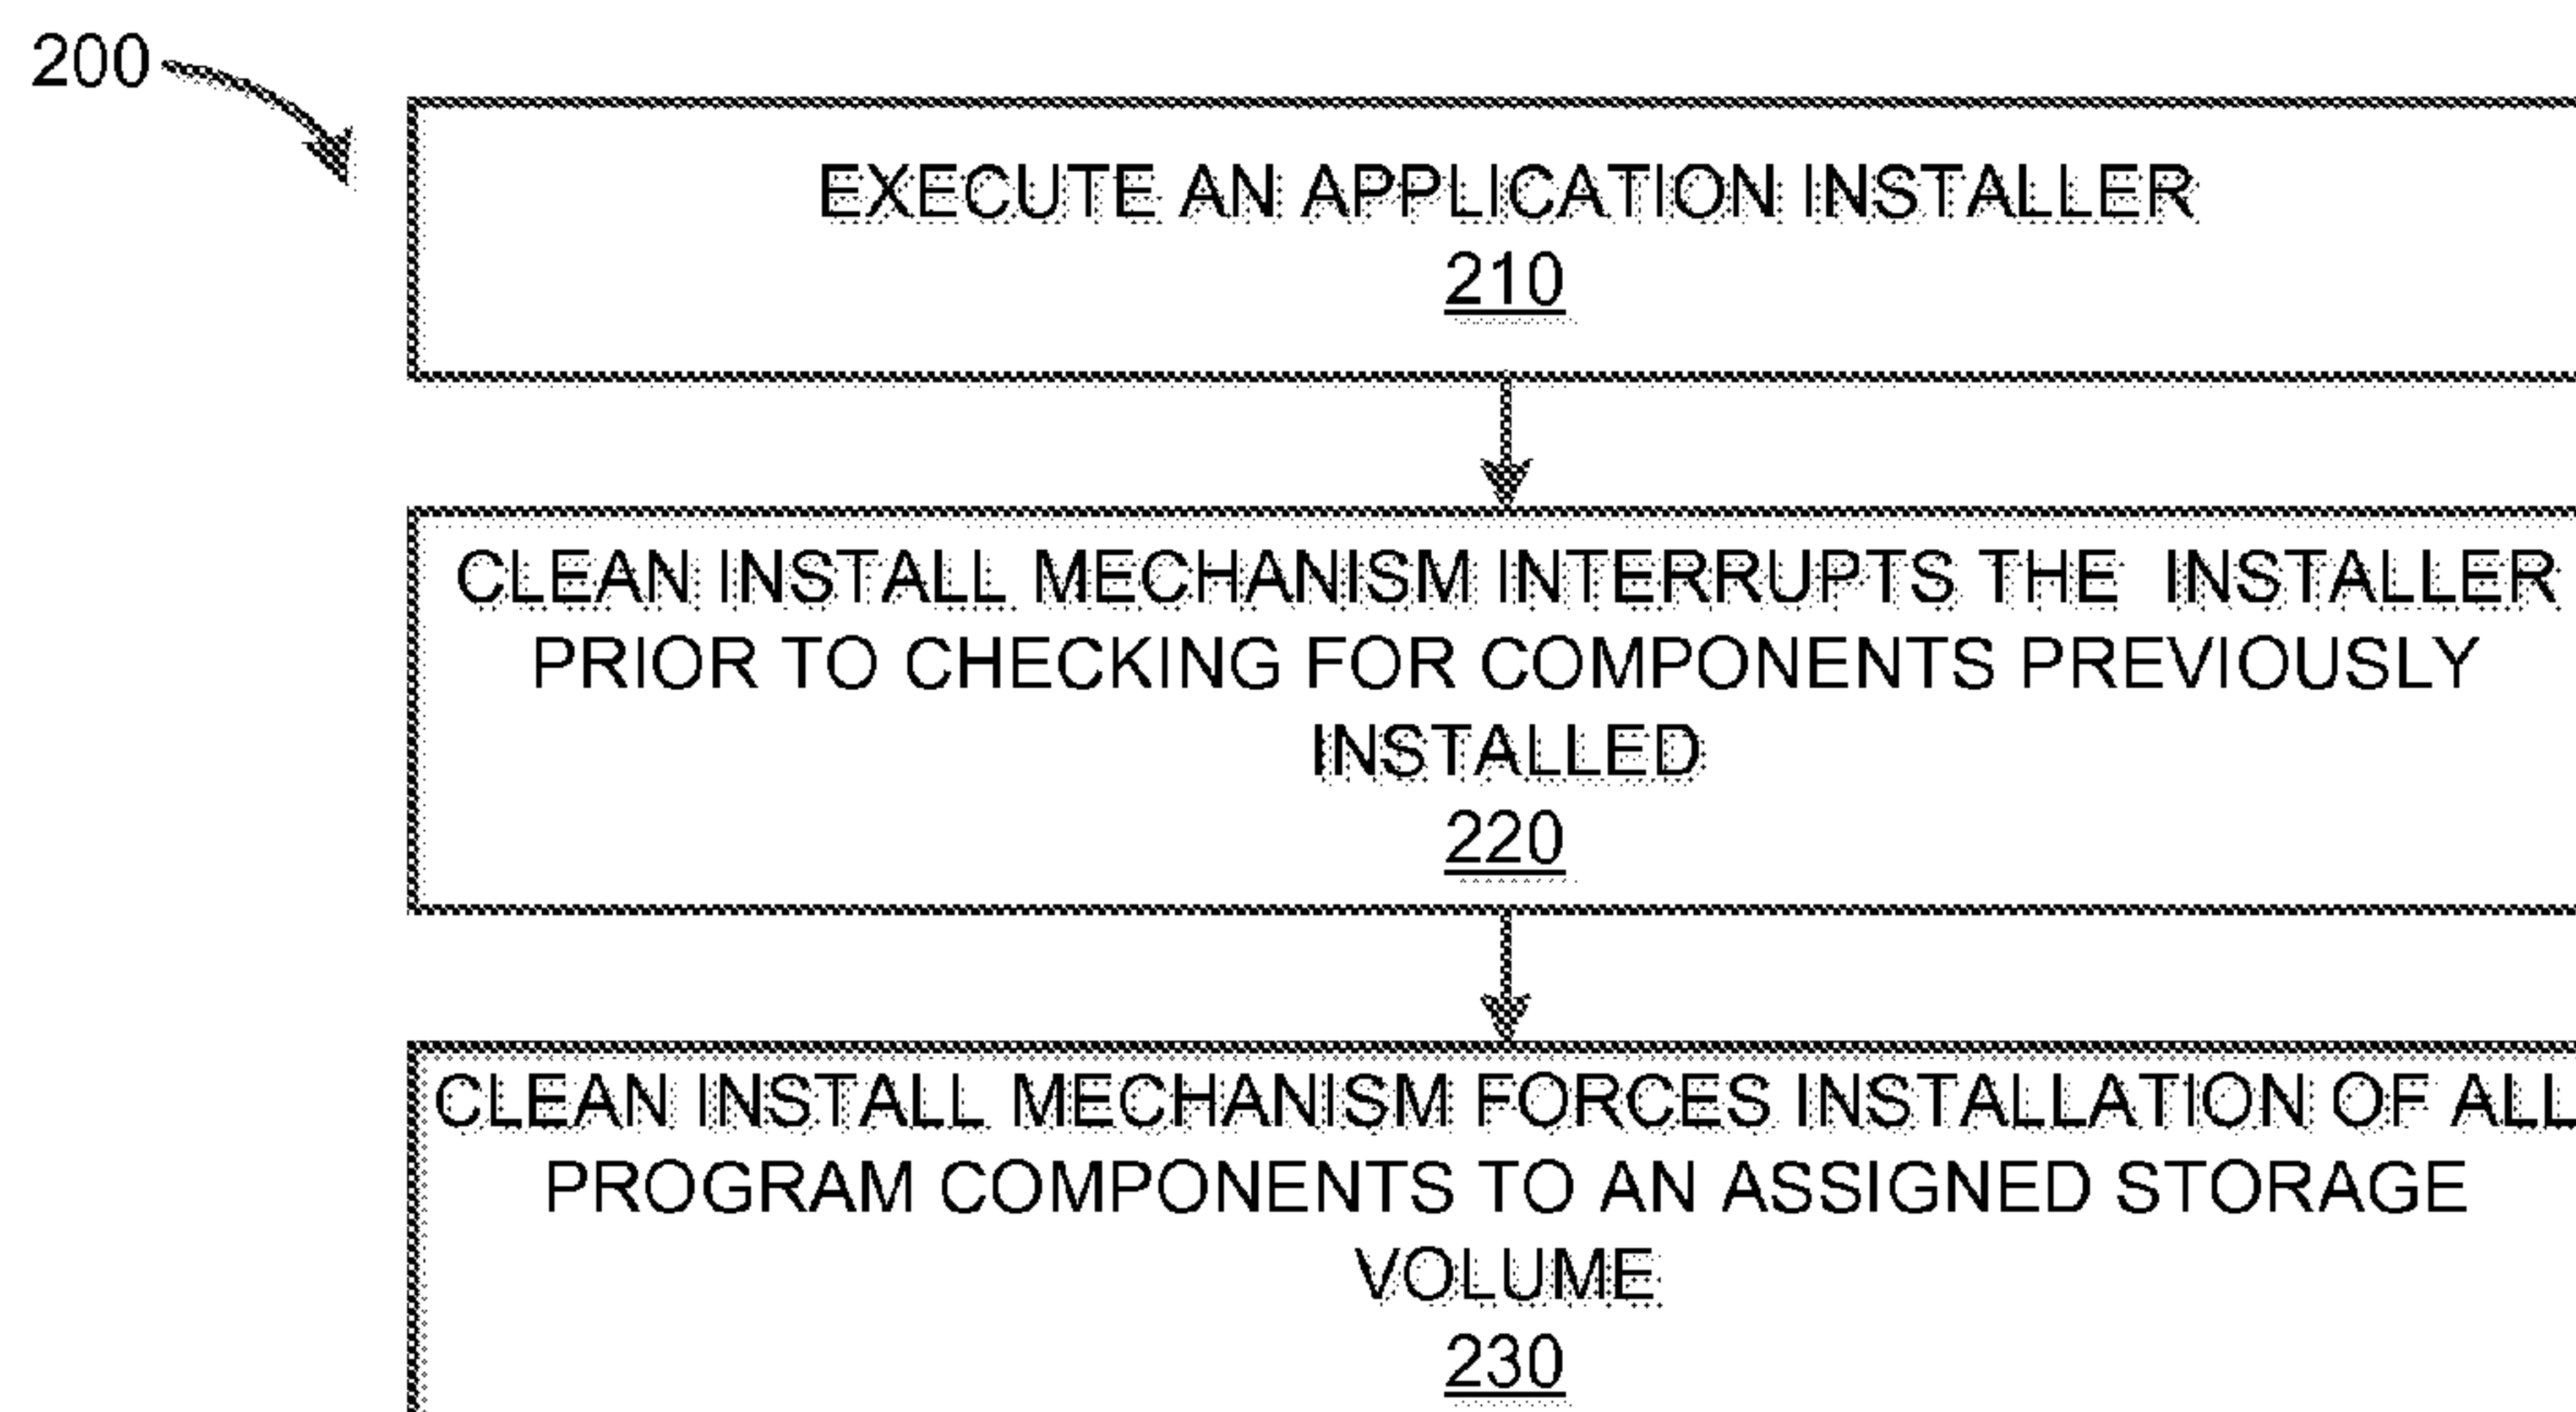 200
EXECUTE AN APPLICATION INSTALLER
210
CLEAN INSTALL MECHANISM INTERRUPTS THE INSTALLER
PRIOR TO CHECKING FOR COMPONENTS PREVIOUSLY
INSTALLED
220
CLEAN INSTALL MECHANISM FORCES INSTALLATION OF ALL
PROGRAM COMPONENTS TO AN ASSIGNED STORAGE
VOLUME
230